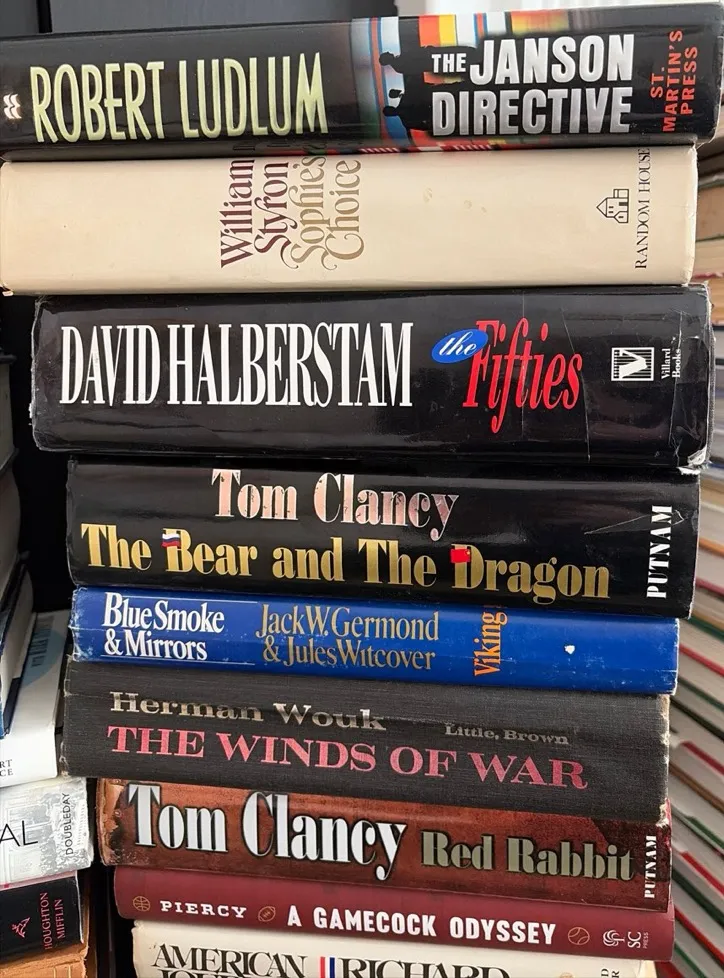 ROBERT LUDLUM
THE JANSON
DIRECTIVE
ST.
MARTIN'S
PRESS
William
Styron
Sophie's
Choice
RANDOM HOUSE
DAVID HALBERSTAM
the Fifties
V
Villard
Books
Tom Clancy
The Bear and The Dragon
PUTNAM
Blue Smoke
& Mirrors
Jack W. Germond
& Jules Witcover
Viking
Herman Wouk
Little, Brown
THE WINDS OF WAR
Tom Clancy Red Rabbit
PUTNAM
PIERCY
A GAMECOCK ODYSSEY
SC
PRESS
AMERICAN
RICHARD
AL
DOUBLEDAY
HOUGHTON
MIFFLIN